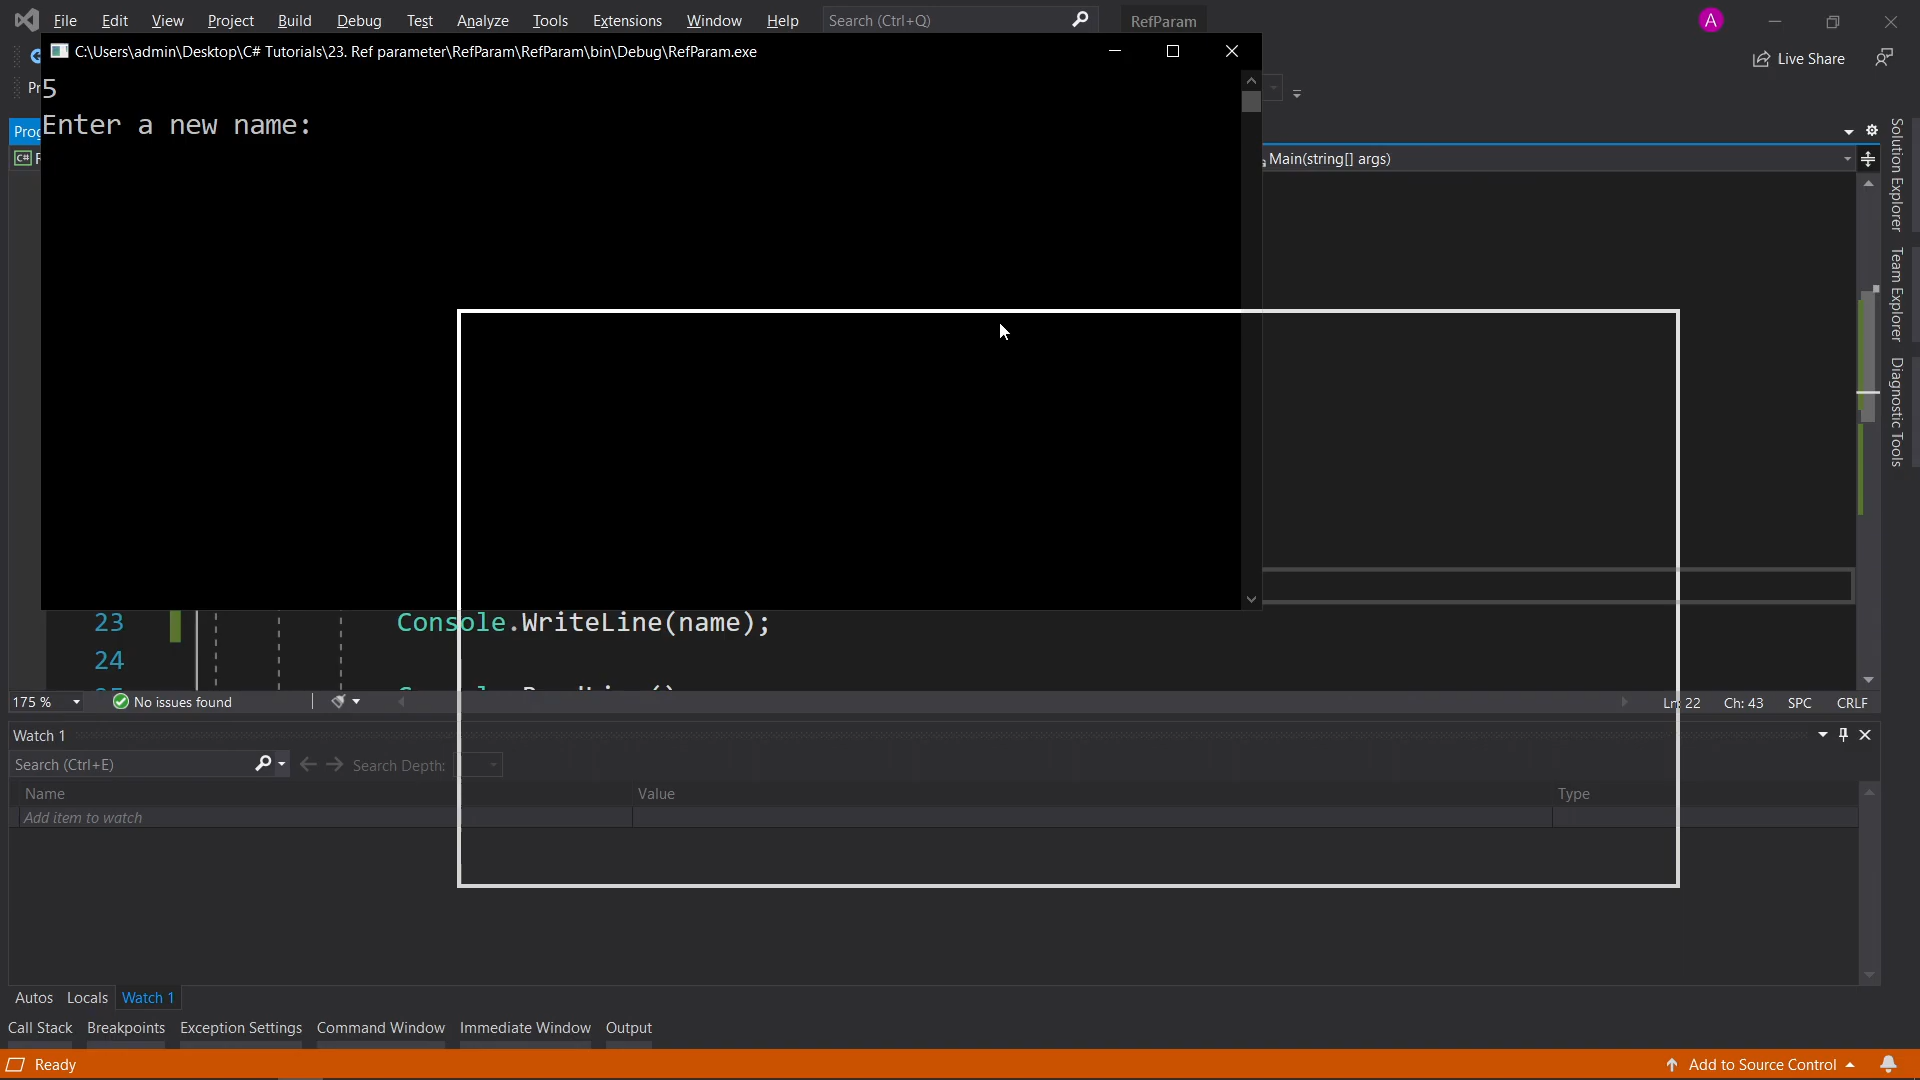 File Edit View Project Build Debug Test Analyze Tools Extensions Window Help Search (Ctrl+Q) RefParam A
C:\Users\admin\Desktop\C# Tutorials\23. Ref parameter\RefParam\RefParam\bin\Debug\RefParam.exe
Live Share
5
Enter a new name:
Main(string[] args)
Solution Explorer
Team Explorer
Diagnostic Tools
23 Console.WriteLine(name);
24
175 % No issues found Ln: 22 Ch: 43 SPC CRLF
Watch 1
Search (Ctrl+E) Search Depth:
Name Value Type
Add item to watch
Autos Locals Watch 1
Call Stack Breakpoints Exception Settings Command Window Immediate Window Output
Ready Add to Source Control